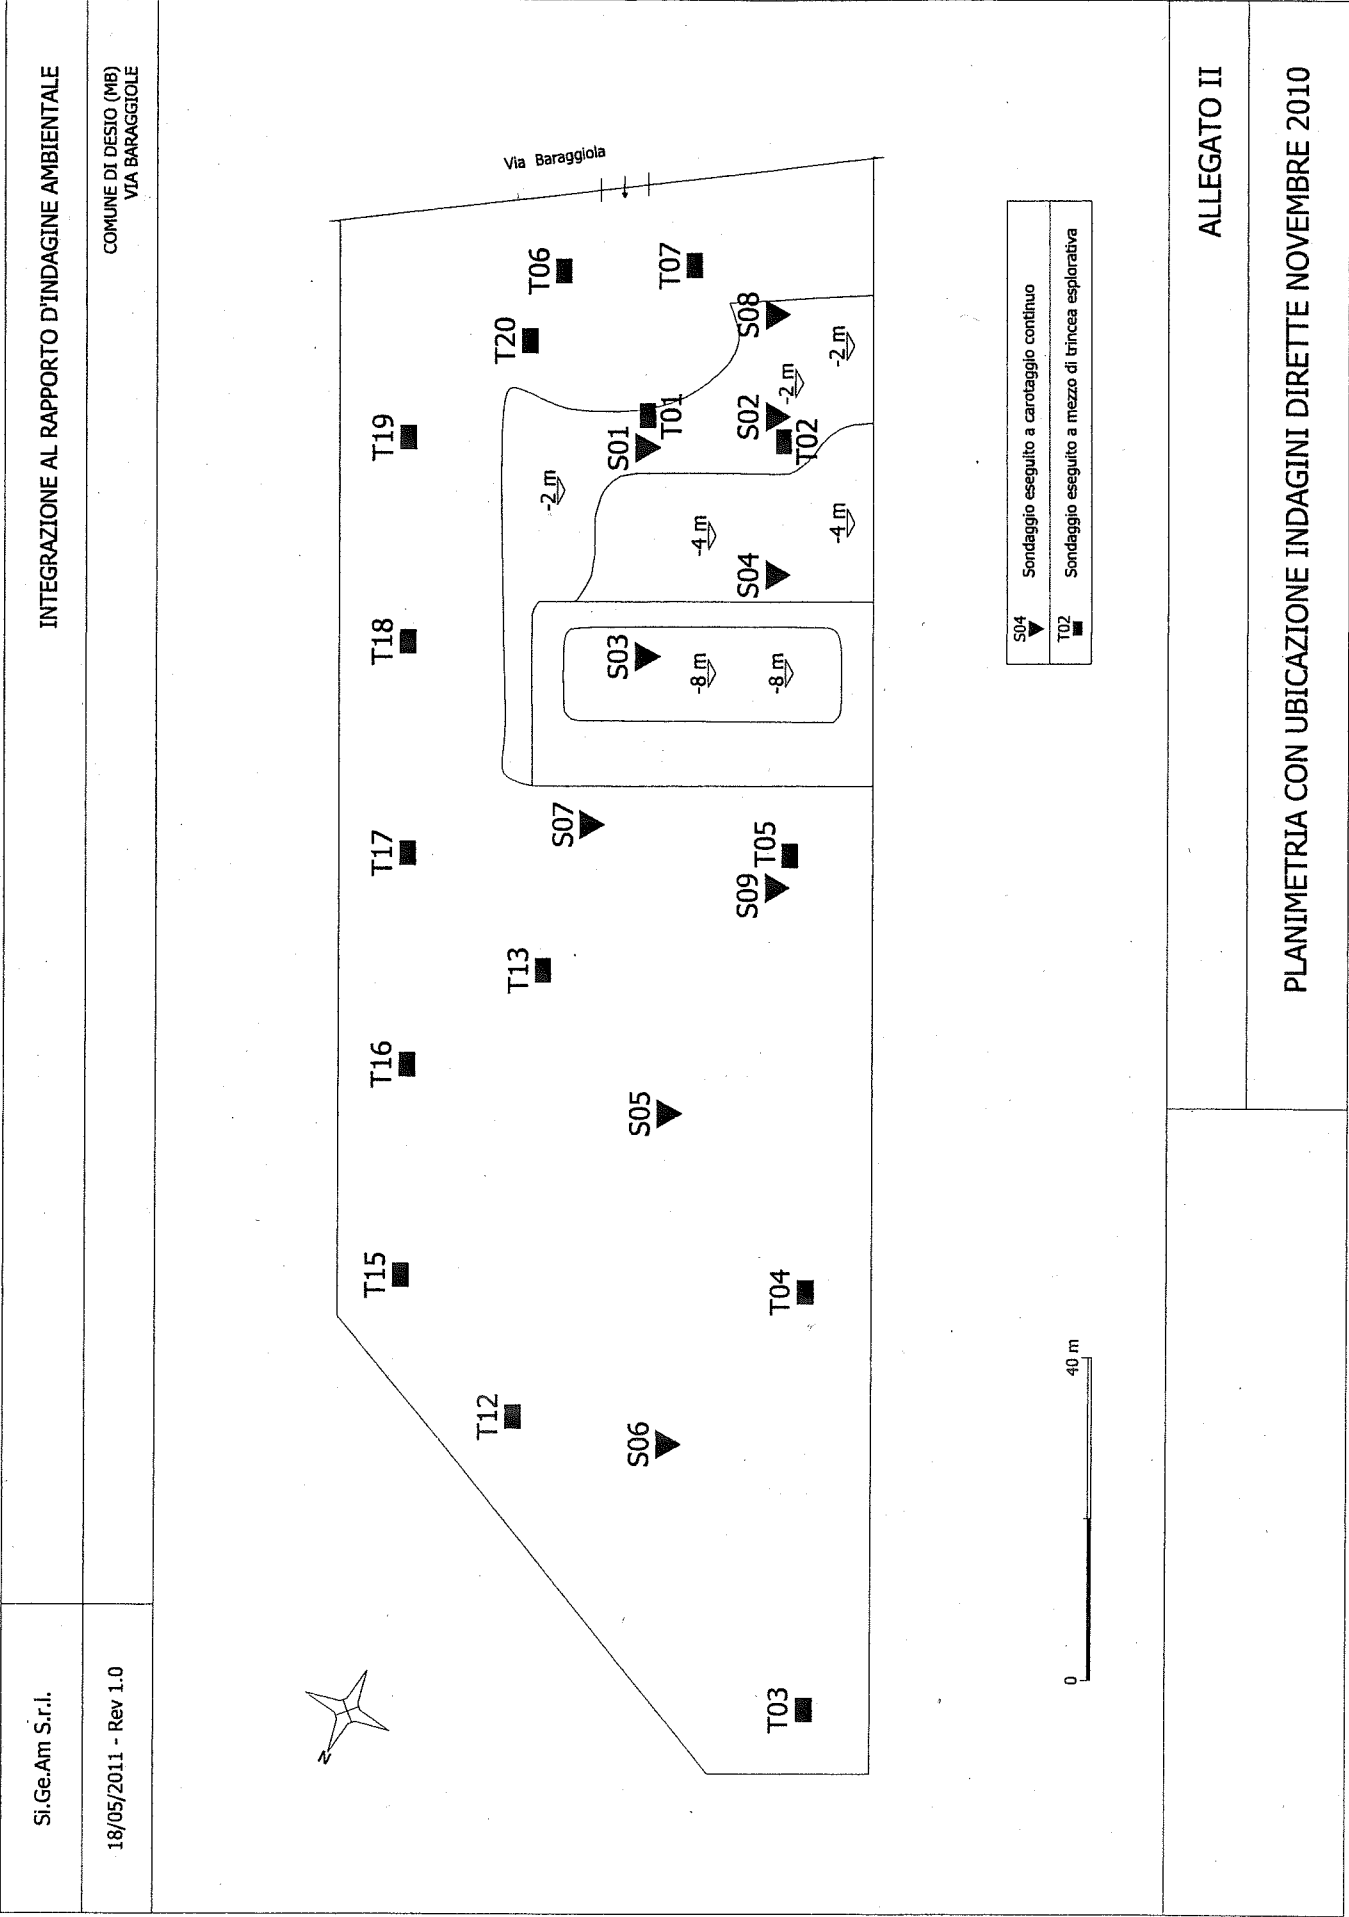 Si.Ge.Am S.r.l.
INTEGRAZIONE AL RAPPORTO D'INDAGINE AMBIENTALE
18/05/2011 - Rev 1.0
COMUNE DI DESIO (MB)
VIA BARAGGIOLE
N
Via Baraggiola
T15
T16
T17
T18
T19
T12
T13
T20
T06
S07
-2 m
S06
S05
S03
S01
T01
T07
-8 m
-4 m
T03
T04
S09
T05
S04
S02
T02
S08
-8 m
-2 m
-4 m
-2 m
0
40 m
S04
Sondaggio eseguito a carotaggio continuo
T02
Sondaggio eseguito a mezzo di trincea esplorativa
ALLEGATO II
PLANIMETRIA CON UBICAZIONE INDAGINI DIRETTE NOVEMBRE 2010